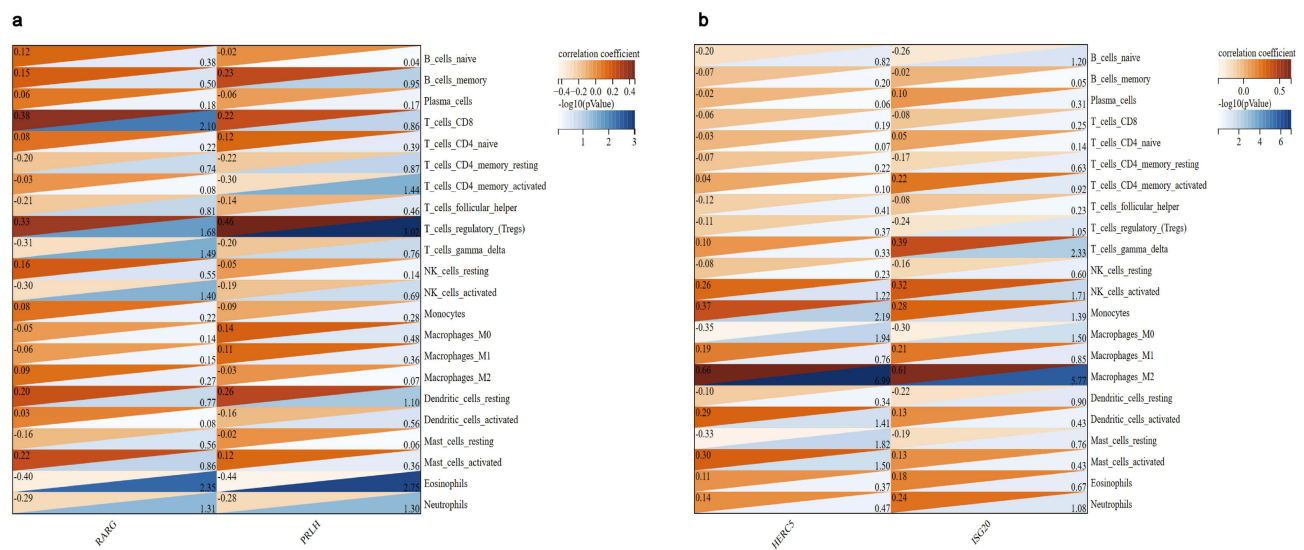 a
b
0.12 0.38 -0.02 0.04 B_cells_naive
0.15 0.50 0.23 0.95 B_cells_memory
0.06 0.18 -0.06 0.17 Plasma_cells
0.38 2.10 0.22 0.86 T_cells_CD8
0.08 0.22 0.12 0.39 T_cells_CD4_naive
-0.20 0.74 -0.22 0.87 T_cells_CD4_memory_resting
-0.03 0.08 -0.30 1.44 T_cells_CD4_memory_activated
-0.21 0.81 -0.14 0.46 T_cells_follicular_helper
0.33 1.68 0.46 3.02 T_cells_regulatory_(Tregs)
-0.31 1.49 -0.20 0.76 T_cells_gamma_delta
0.16 0.55 -0.05 0.14 NK_cells_resting
-0.30 1.40 -0.19 0.69 NK_cells_activated
0.08 0.22 -0.09 0.28 Monocytes
-0.05 0.14 0.14 0.48 Macrophages_M0
-0.06 0.15 0.11 0.36 Macrophages_M1
0.09 0.27 -0.03 0.07 Macrophages_M2
0.20 0.77 0.26 1.10 Dendritic_cells_resting
0.03 0.08 -0.16 0.56 Dendritic_cells_activated
-0.16 0.56 -0.02 0.06 Mast_cells_resting
0.22 0.86 0.12 0.36 Mast_cells_activated
-0.40 2.35 -0.44 2.75 Eosinophils
-0.29 1.31 -0.28 1.30 Neutrophils
RARG PRLH
correlation coefficient
-0.4 -0.2 0.0 0.2 0.4
-log10(pValue)
1 2 3
-0.20 0.82 -0.26 1.20 B_cells_naive
-0.07 0.20 -0.02 0.05 B_cells_memory
-0.02 0.06 0.10 0.31 Plasma_cells
-0.06 0.19 -0.08 0.25 T_cells_CD8
-0.03 0.07 0.05 0.14 T_cells_CD4_naive
-0.07 0.22 -0.17 0.63 T_cells_CD4_memory_resting
0.04 0.10 0.22 0.92 T_cells_CD4_memory_activated
-0.12 0.41 -0.08 0.23 T_cells_follicular_helper
-0.11 0.37 -0.24 1.05 T_cells_regulatory_(Tregs)
0.10 0.33 0.39 2.33 T_cells_gamma_delta
-0.08 0.23 -0.16 0.60 NK_cells_resting
0.26 1.22 0.32 1.71 NK_cells_activated
0.37 2.19 0.28 1.39 Monocytes
-0.35 1.94 -0.30 1.50 Macrophages_M0
0.19 0.76 0.21 0.85 Macrophages_M1
0.66 6.99 0.61 5.77 Macrophages_M2
-0.10 0.34 -0.22 0.90 Dendritic_cells_resting
0.29 1.41 0.13 0.43 Dendritic_cells_activated
-0.33 1.82 -0.19 0.76 Mast_cells_resting
0.30 1.50 0.13 0.43 Mast_cells_activated
0.11 0.37 0.18 0.67 Eosinophils
0.14 0.47 0.24 1.08 Neutrophils
HERC5 ISG20
correlation coefficient
0.0 0.5
-log10(pValue)
2 4 6